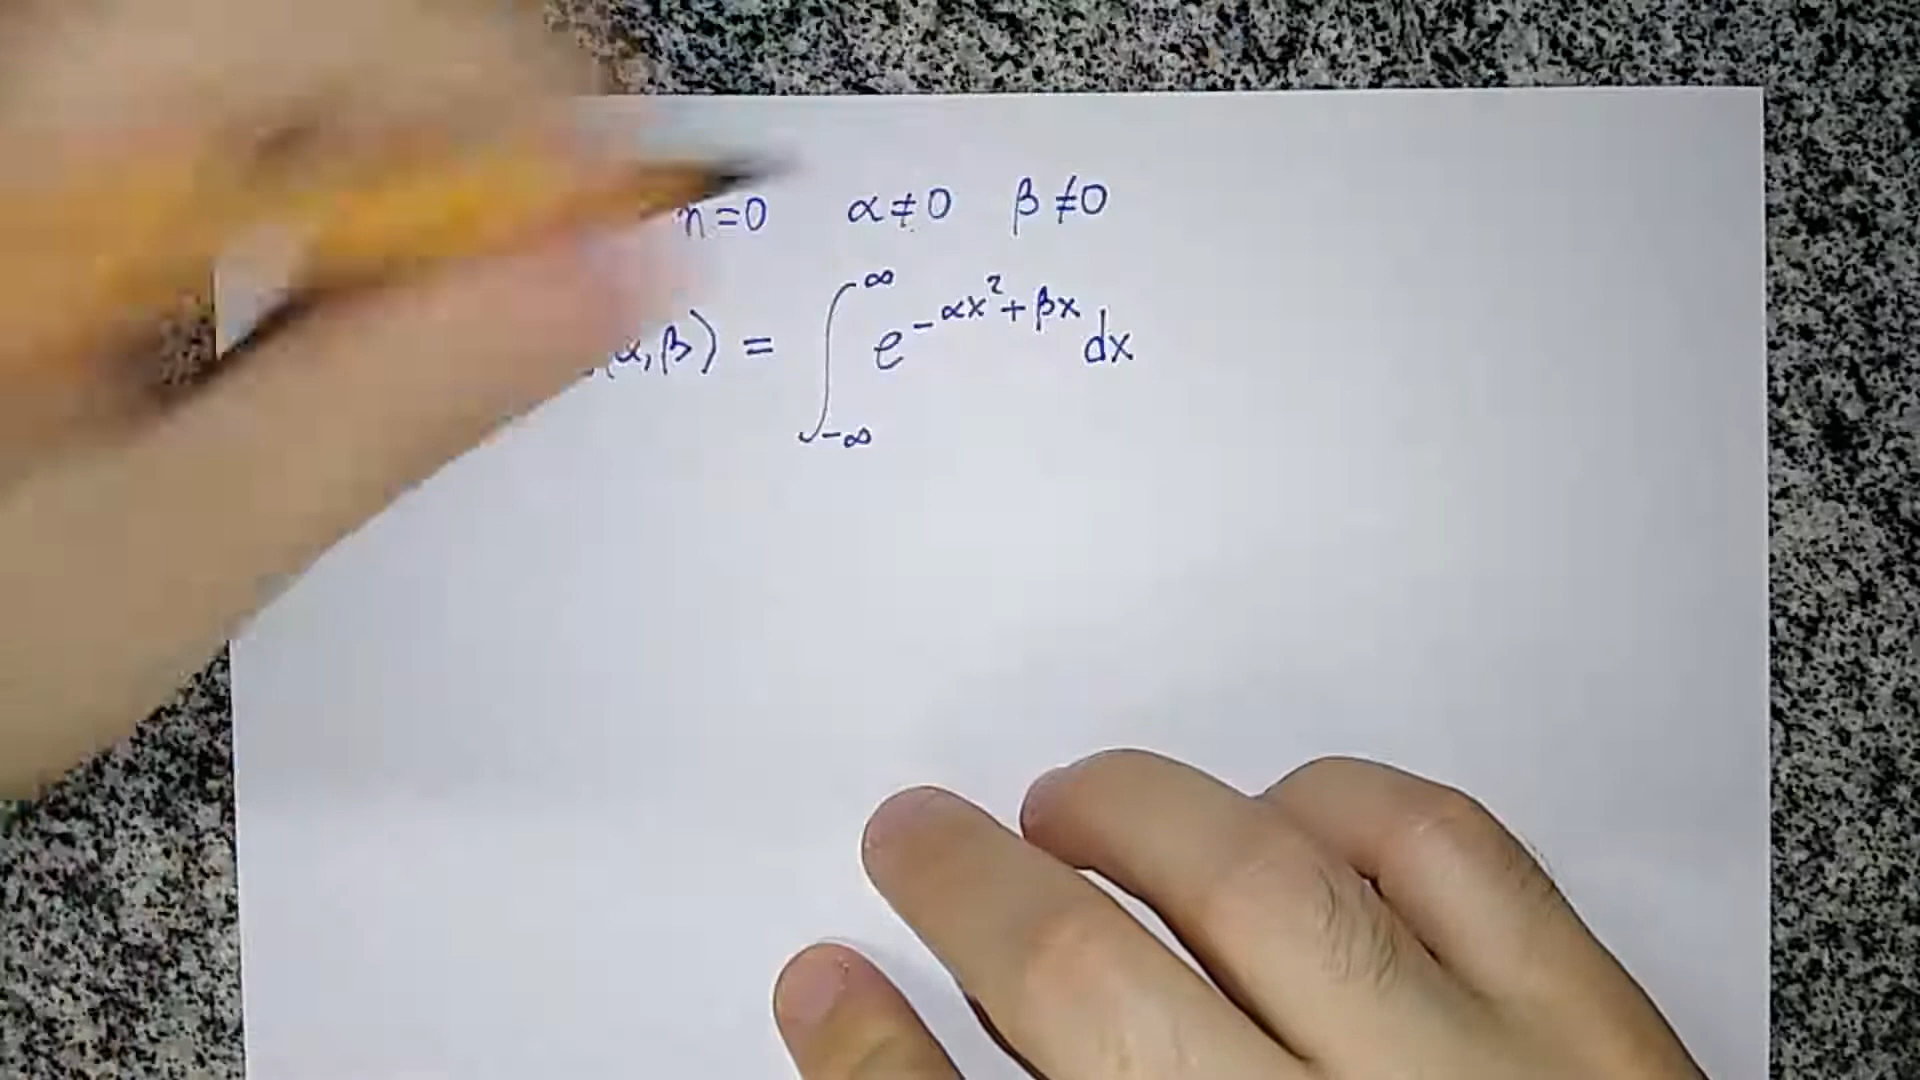 n=0 α≠0 β≠0
(α,β) = ∫_{-∞}^{∞} e^{-αx²+βx} dx